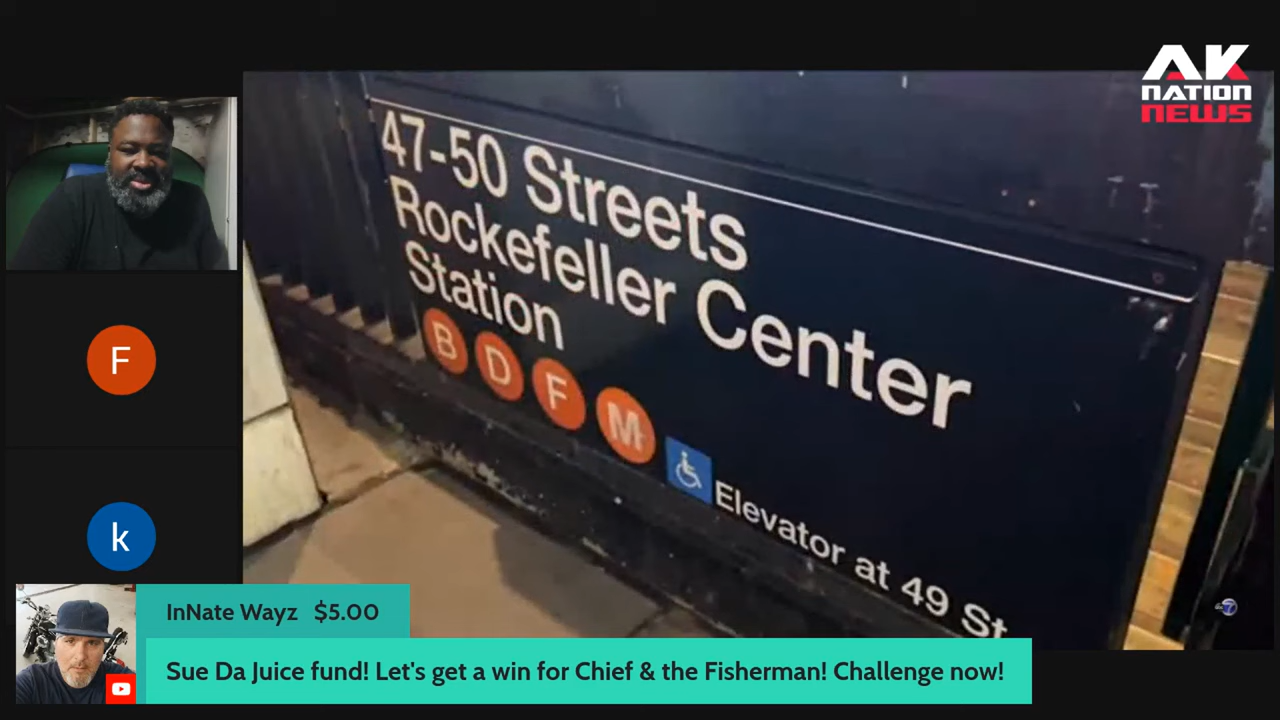 AK
NATION
NEWS
47-50 Streets
Rockefeller Center
Station
B D F M
Elevator at 49 St
F
k
InNate Wayz $5.00
Sue Da Juice fund! Let's get a win for Chief & the Fisherman! Challenge now!
7